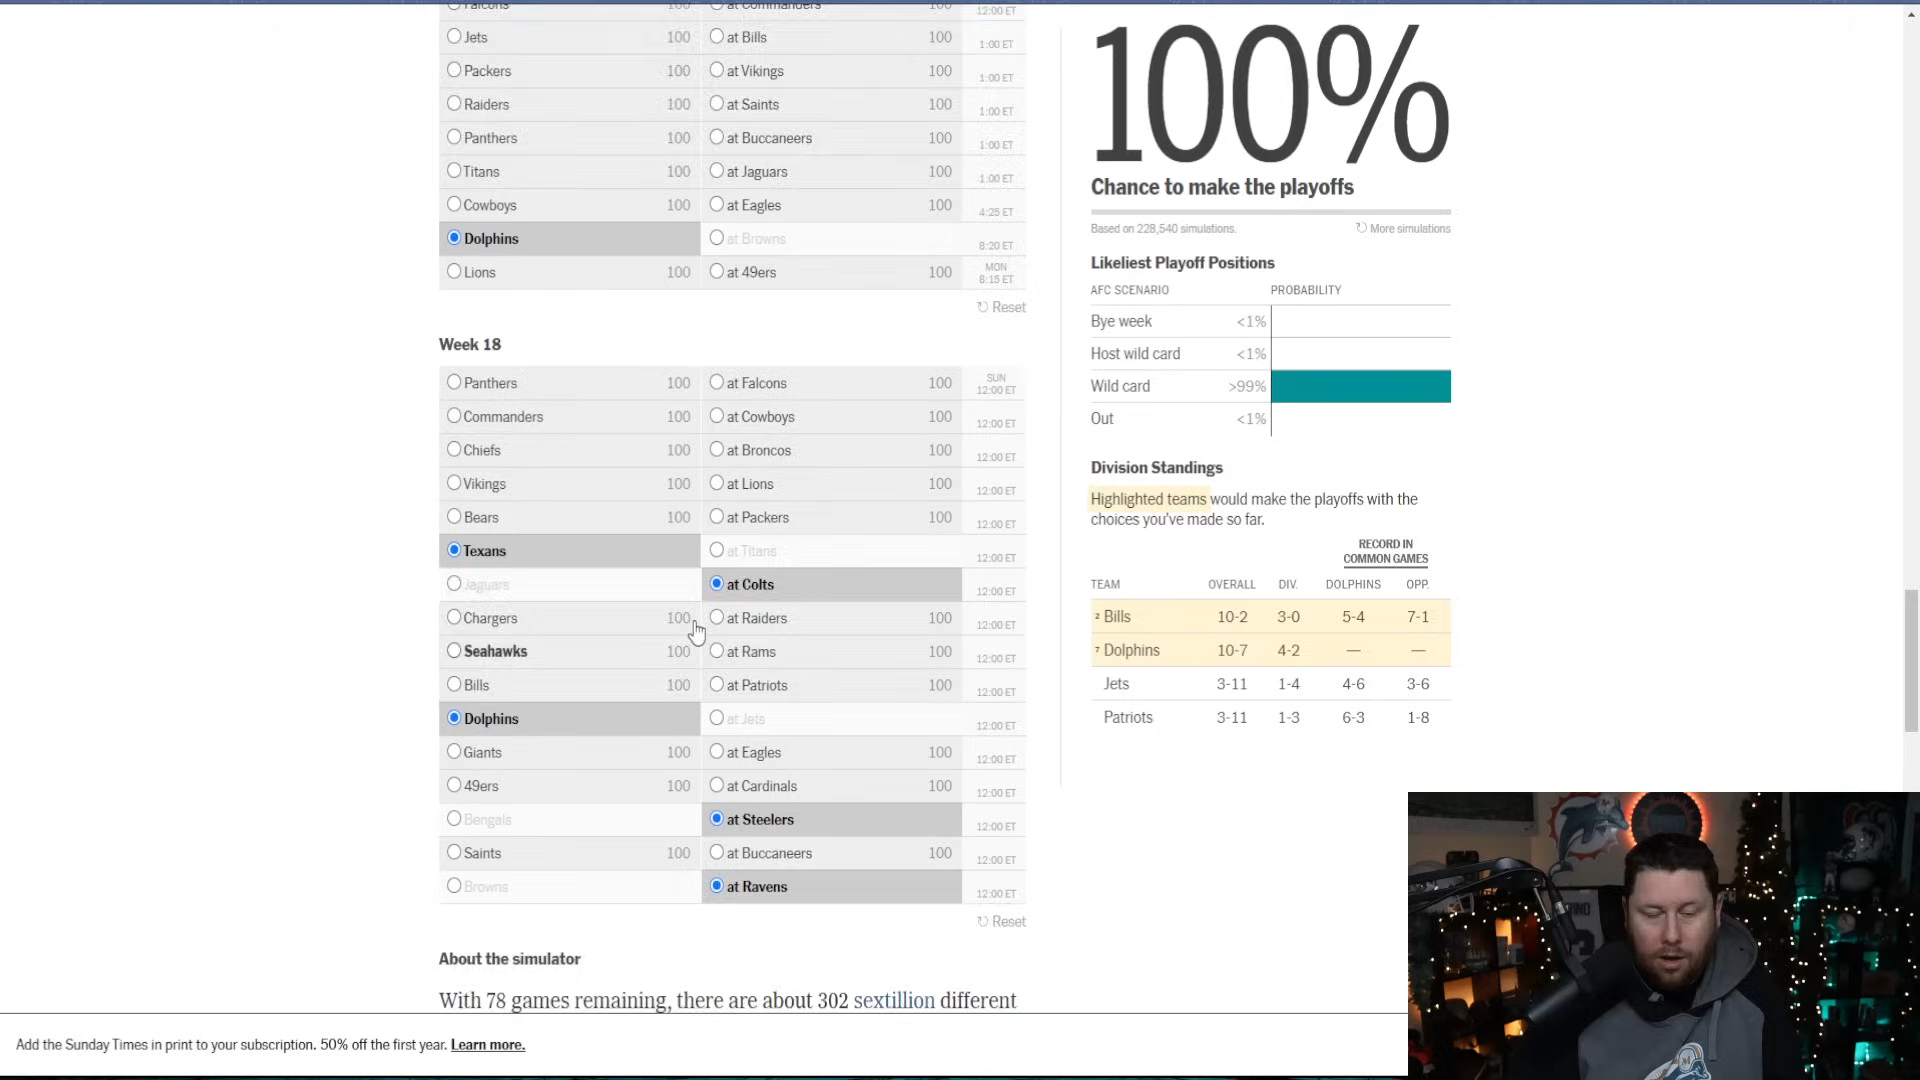 Falcons 100 at Commanders 100 12:00 ET
Jets 100 at Bills 100 1:00 ET
Packers 100 at Vikings 100 1:00 ET
Raiders 100 at Saints 100 1:00 ET
Panthers 100 at Buccaneers 100 1:00 ET
Titans 100 at Jaguars 100 1:00 ET
Cowboys 100 at Eagles 100 4:25 ET
Dolphins at Browns 8:20 ET
Lions 100 at 49ers 100 MON 8:15 ET
Reset
Week 18
Panthers 100 at Falcons 100 SUN 12:00 ET
Commanders 100 at Cowboys 100 12:00 ET
Chiefs 100 at Broncos 100 12:00 ET
Vikings 100 at Lions 100 12:00 ET
Bears 100 at Packers 100 12:00 ET
Texans at Titans 12:00 ET
Jaguars at Colts 12:00 ET
Chargers 100 at Raiders 100 12:00 ET
Seahawks 100 at Rams 100 12:00 ET
Bills 100 at Patriots 100 12:00 ET
Dolphins at Jets 12:00 ET
Giants 100 at Eagles 100 12:00 ET
49ers 100 at Cardinals 100 12:00 ET
Bengals at Steelers 12:00 ET
Saints 100 at Buccaneers 100 12:00 ET
Browns at Ravens 12:00 ET
Reset
About the simulator
With 78 games remaining, there are about 302 sextillion different
100%
Chance to make the playoffs
Based on 228,540 simulations. More simulations
Likeliest Playoff Positions
AFC SCENARIO PROBABILITY
Bye week <1%
Host wild card <1%
Wild card >99%
Out <1%
Division Standings
Highlighted teams would make the playoffs with the
choices you've made so far.
RECORD IN
COMMON GAMES
TEAM OVERALL DIV. DOLPHINS OPP.
2 Bills 10-2 3-0 5-4 7-1
7 Dolphins 10-7 4-2 — —
Jets 3-11 1-4 4-6 3-6
Patriots 3-11 1-3 6-3 1-8
Add the Sunday Times in print to your subscription. 50% off the first year. Learn more.